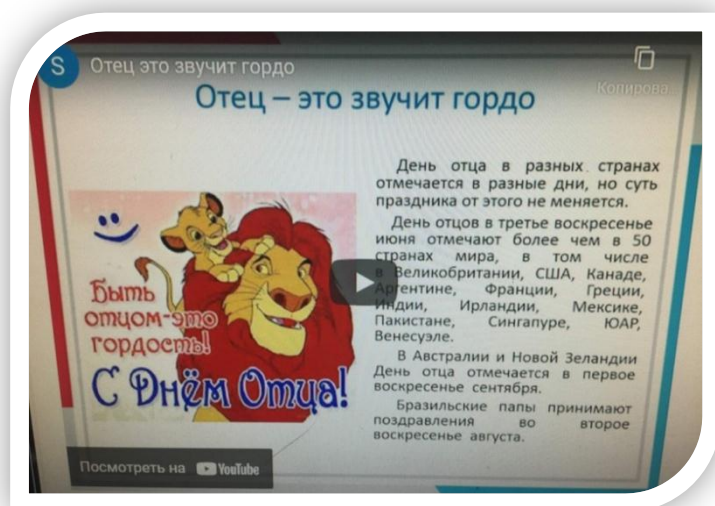 S
Отец это звучит гордо
Копирова...
Отец – это звучит гордо
День отца в разных странах
отмечается в разные дни, но суть
праздника от этого не меняется.
День отцов в третье воскресенье
июня отмечают более чем в 50
странах мира, в том числе
в Великобритании, США, Канаде,
Аргентине, Франции, Греции,
Индии, Ирландии, Мексике,
Пакистане, Сингапуре, ЮАР,
Венесуэле.
В Австралии и Новой Зеландии
День отца отмечается в первое
воскресенье сентября.
Бразильские папы принимают
поздравления во второе
воскресенье августа.
Быть
отцом-это
гордость!
С Днём Отца!
Посмотреть на YouTube